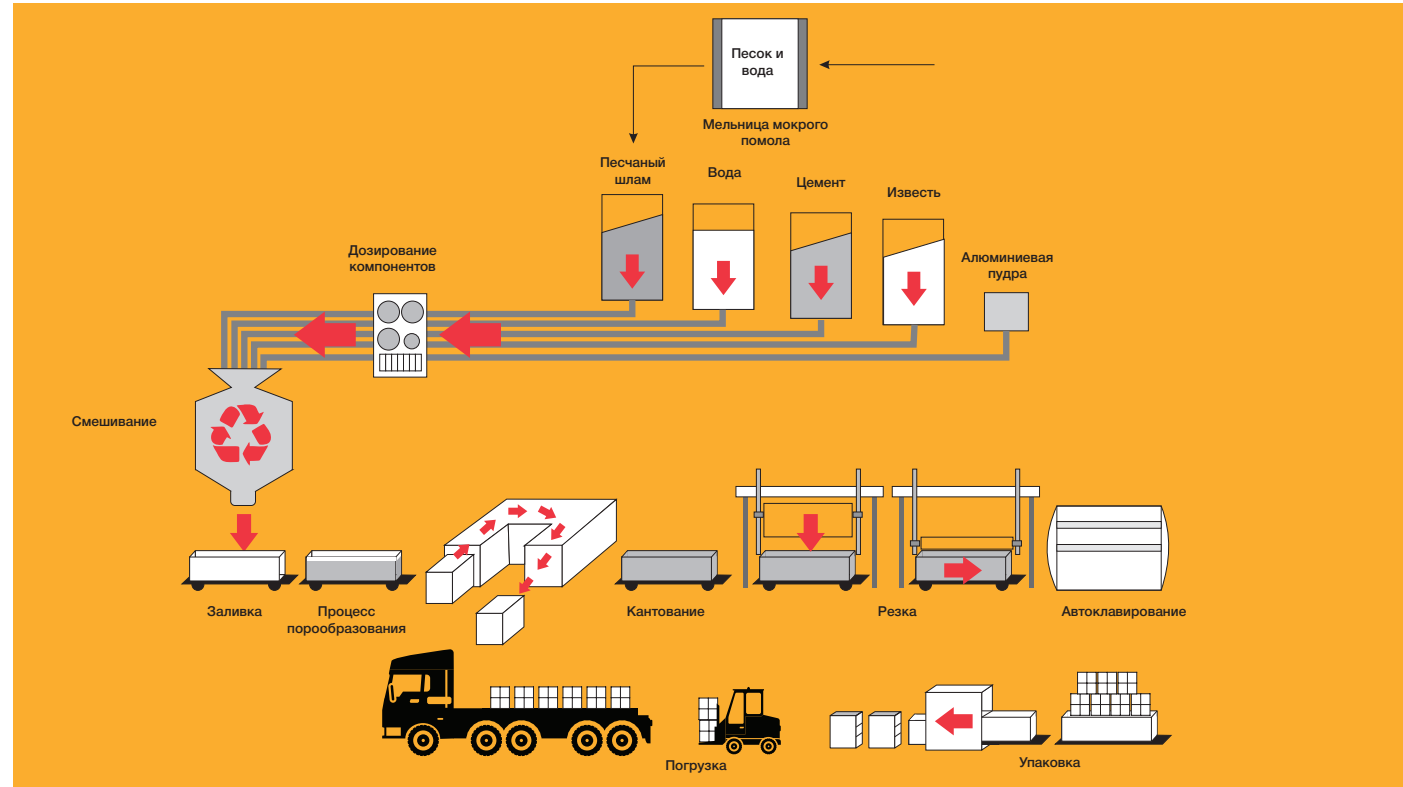 Песок и
вода
Мельница мокрого
помола
Песчаный
шлам
Вода
Цемент
Известь
Алюминиевая
пудра
Дозирование
компонентов
Смешивание
Заливка
Процесс
порообразования
Кантование
Резка
Автоклавирование
Погрузка
Упаковка